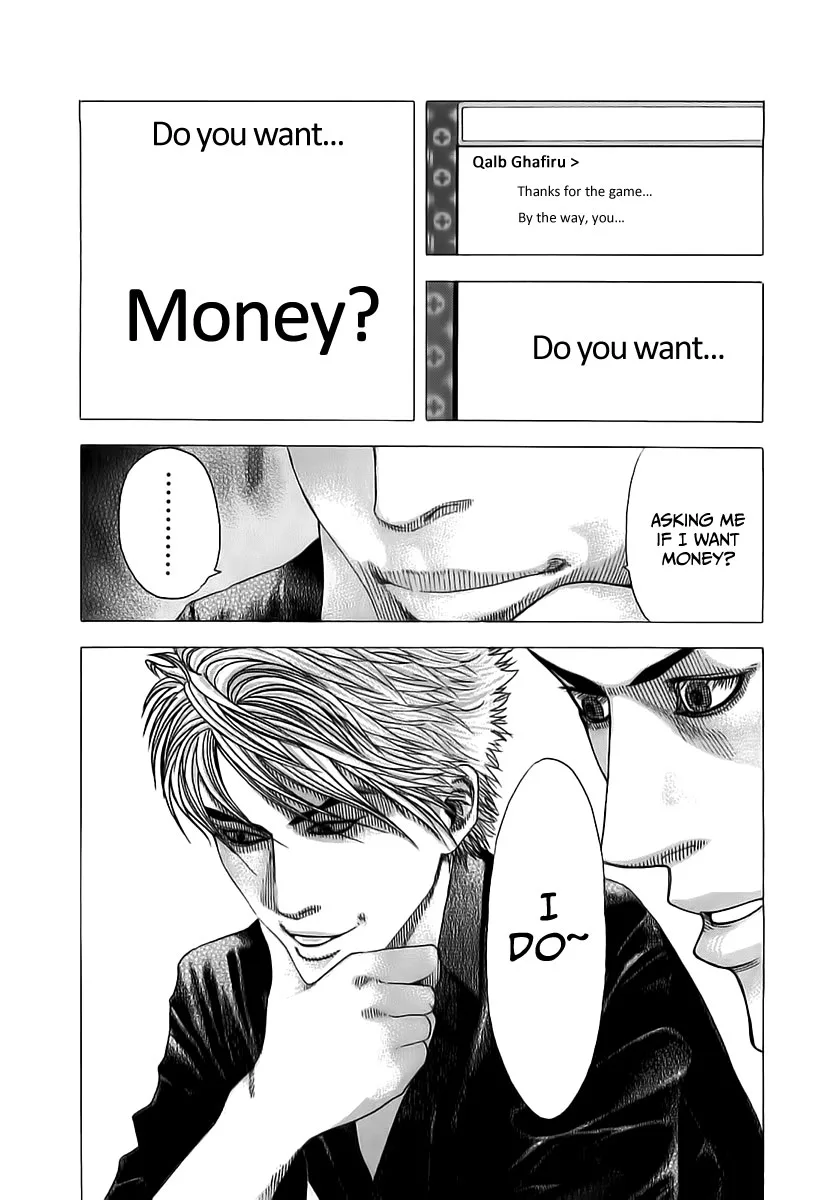 Qalb Ghafiru >
Thanks for the game...
By the way, you...
Do you want...
Do you want...
Money?
ASKING ME
IF I WANT
MONEY?
..........
I
DO~